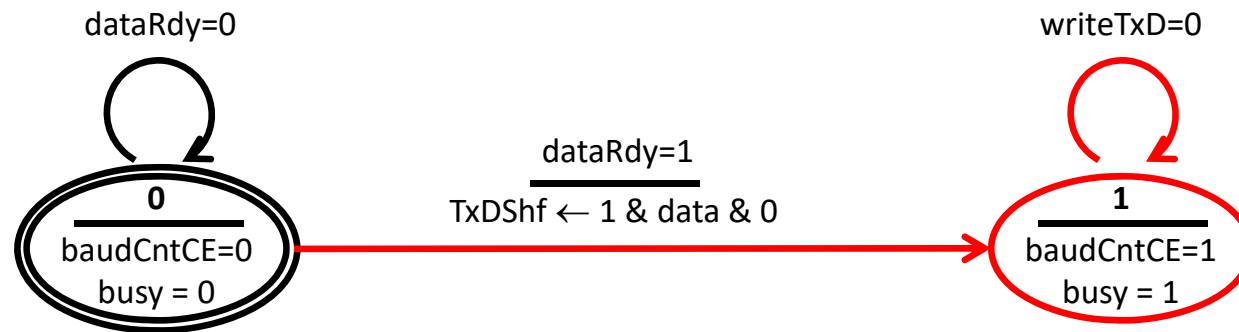 dataRdy=0
writeTxD=0
dataRdy=1
TxDShf ← 1 & data & 0
0
baudCntCE=0
busy = 0
1
baudCntCE=1
busy = 1